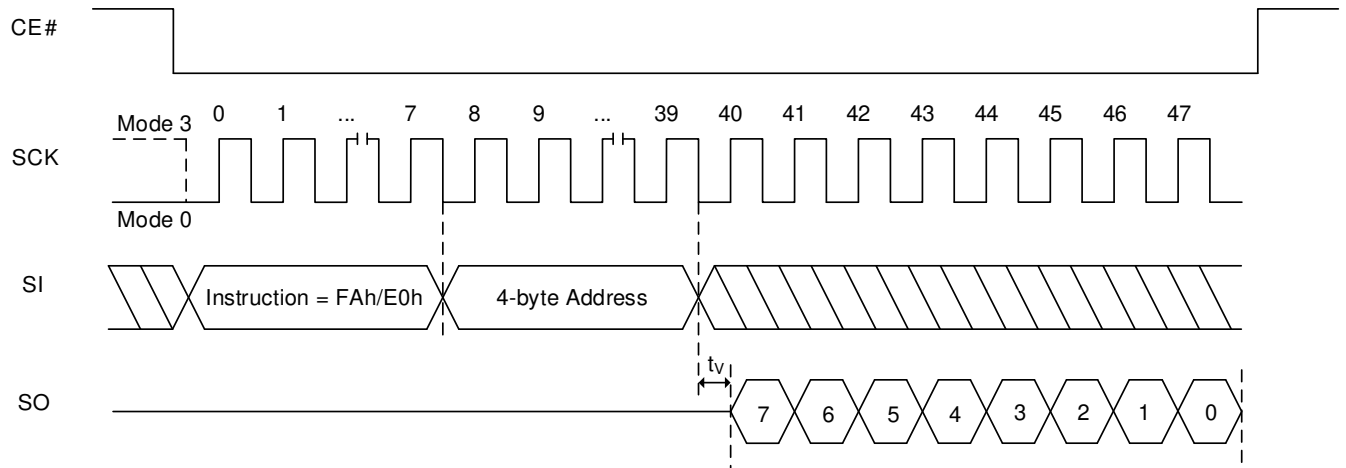 CE#
0 1 ... 7 8 9 ... 39 40 41 42 43 44 45 46 47
Mode 3
SCK
Mode 0
SI
Instruction = FAh/E0h 4-byte Address
tV
SO
7 6 5 4 3 2 1 0